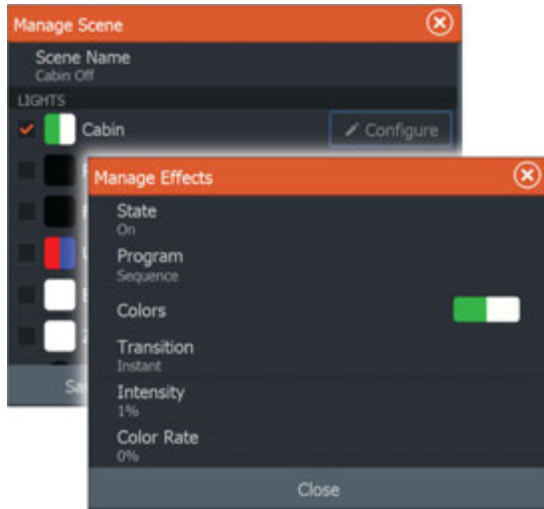 Manage Scene
Scene Name
Cabin Off
LIGHTS
Cabin
Configure
Manage Effects
State
On
Program
Sequence
Colors
Transition
Instant
Intensity
1%
Color Rate
0%
Close